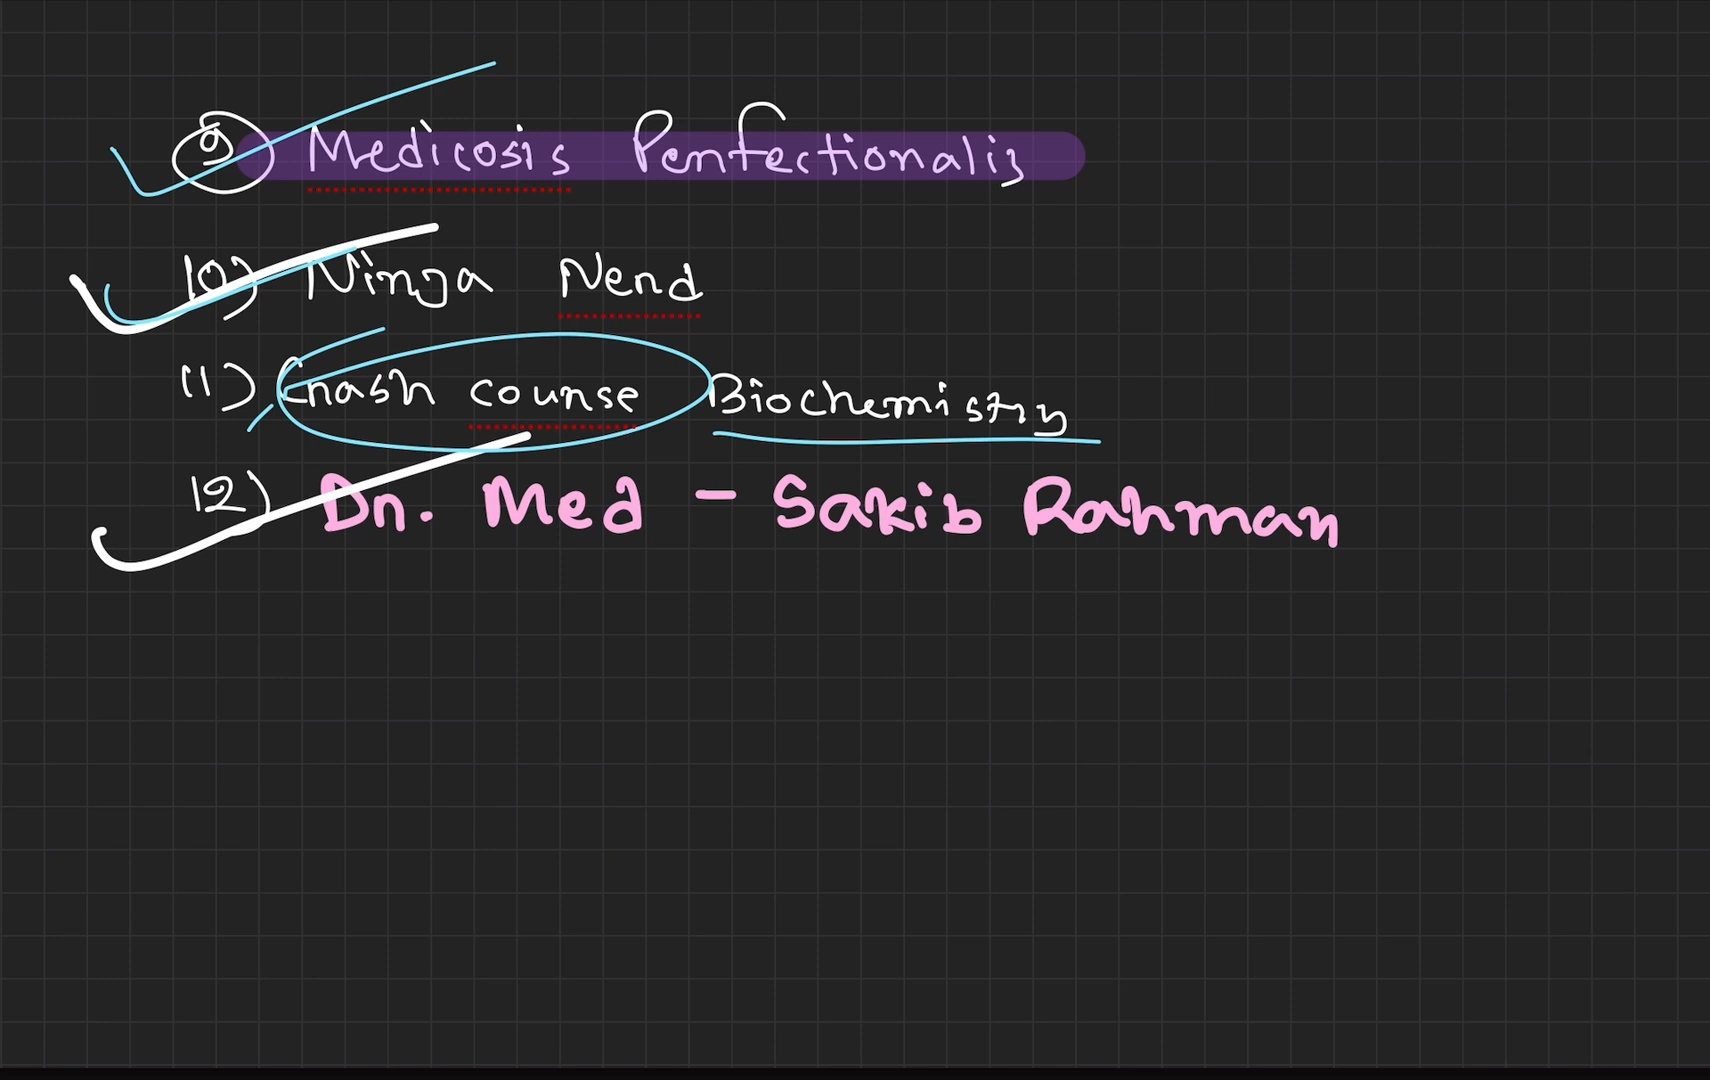 9) Medicosis Perfectionalis
10) Ninja Nerd
11) Crash course Biochemistry
12) Dr. Med - Sakib Rahman